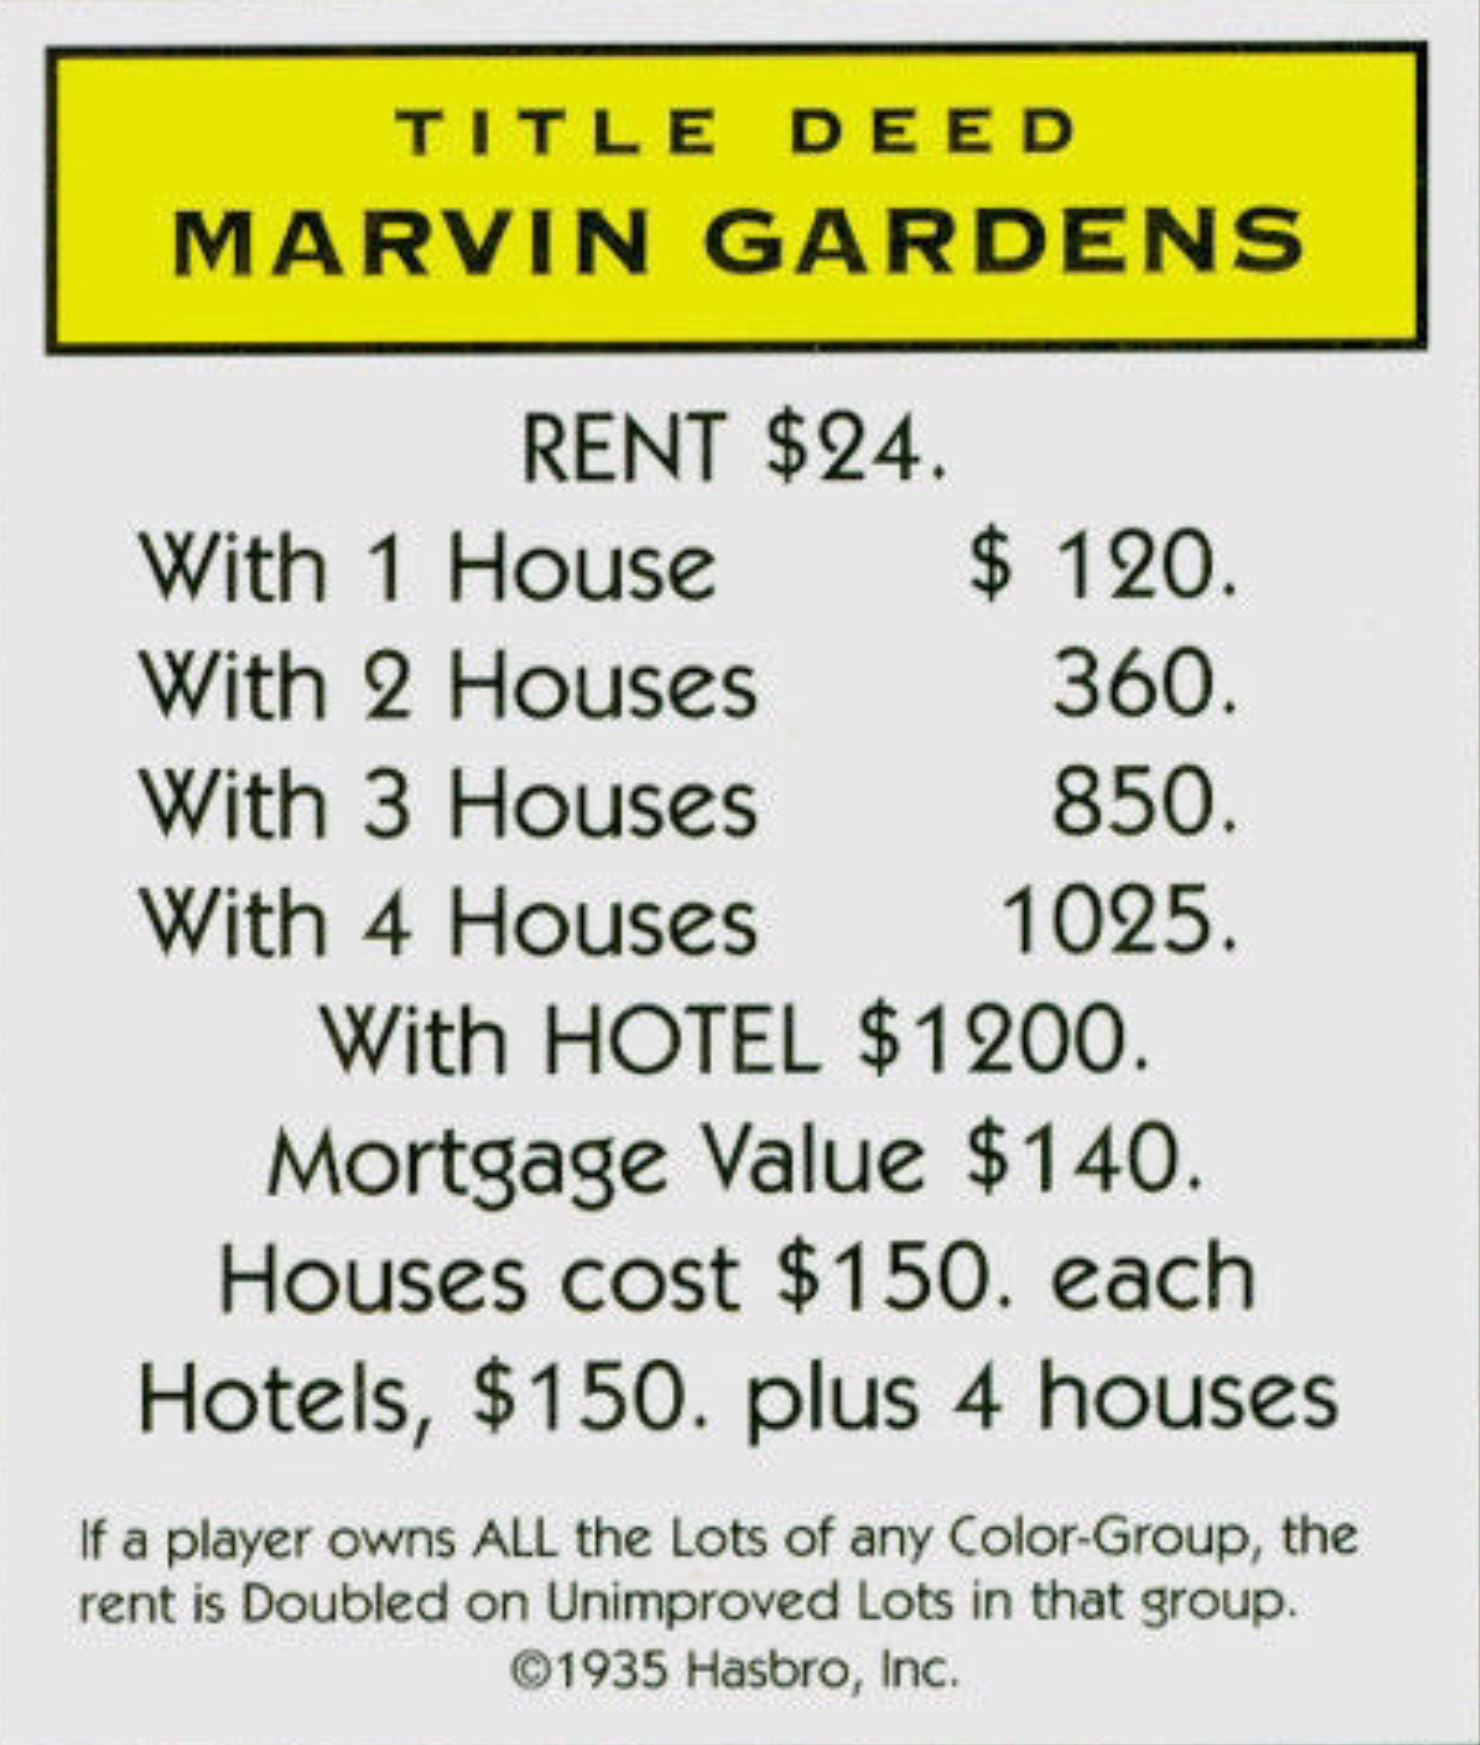 TITLE DEED
MARVIN GARDENS
RENT $24.
With 1 House $ 120.
With 2 Houses 360.
With 3 Houses 850.
With 4 Houses 1025.
With HOTEL $1200.
Mortgage Value $140.
Houses cost $150. each
Hotels, $150. plus 4 houses
If a player owns ALL the Lots of any Color-Group, the
rent is Doubled on Unimproved Lots in that group.
©1935 Hasbro, Inc.